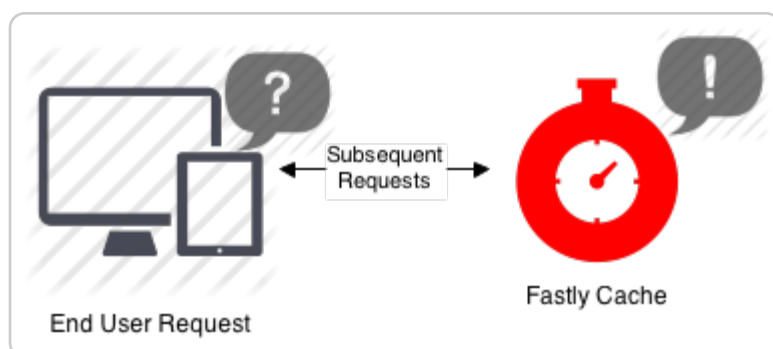 ?
!
Subsequent
Requests
Fastly Cache
End User Request